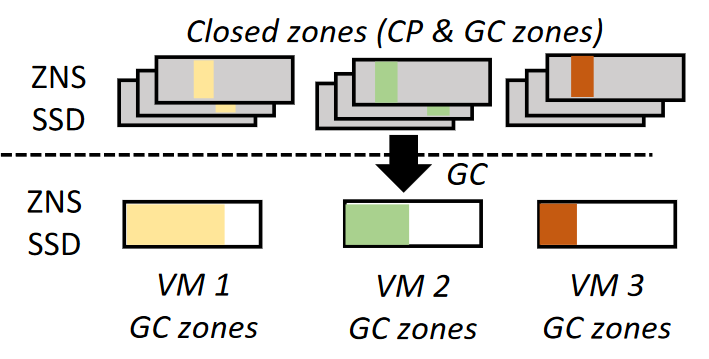 Closed zones (CP & GC zones)
ZNS
SSD
GC
ZNS
SSD
VM 1
GC zones
VM 2
GC zones
VM 3
GC zones